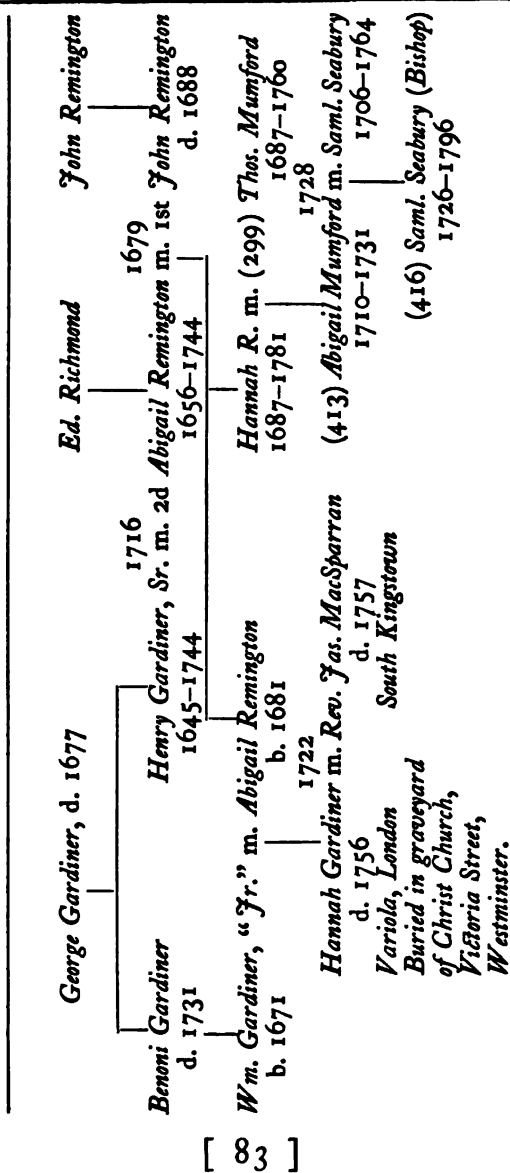 George Gardiner, d. 1677
Ed. Richmond
John Remington
Benoni Gardiner
d. 1731
1716
1679
Henry Gardiner, Sr. m. 2d Abigail Remington m. 1st John Remington
1645–1744
1656–1744
d. 1688
Wm. Gardiner, “Jr.” m. Abigail Remington
b. 1671
b. 1681
Hannah R. m. (299) Thos. Mumford
1687–1781
1687–1760
1722
Hannah Gardiner m. Rev. Jas. MacSparran
d. 1756
d. 1757
Variola, London
South Kingstown
Buried in graveyard
of Christ Church,
Victoria Street,
Westminster.
1728
(413) Abigail Mumford m. Saml. Seabury
1710–1731
1706–1764
(416) Saml. Seabury (Bishop)
1726–1796
[ 83 ]